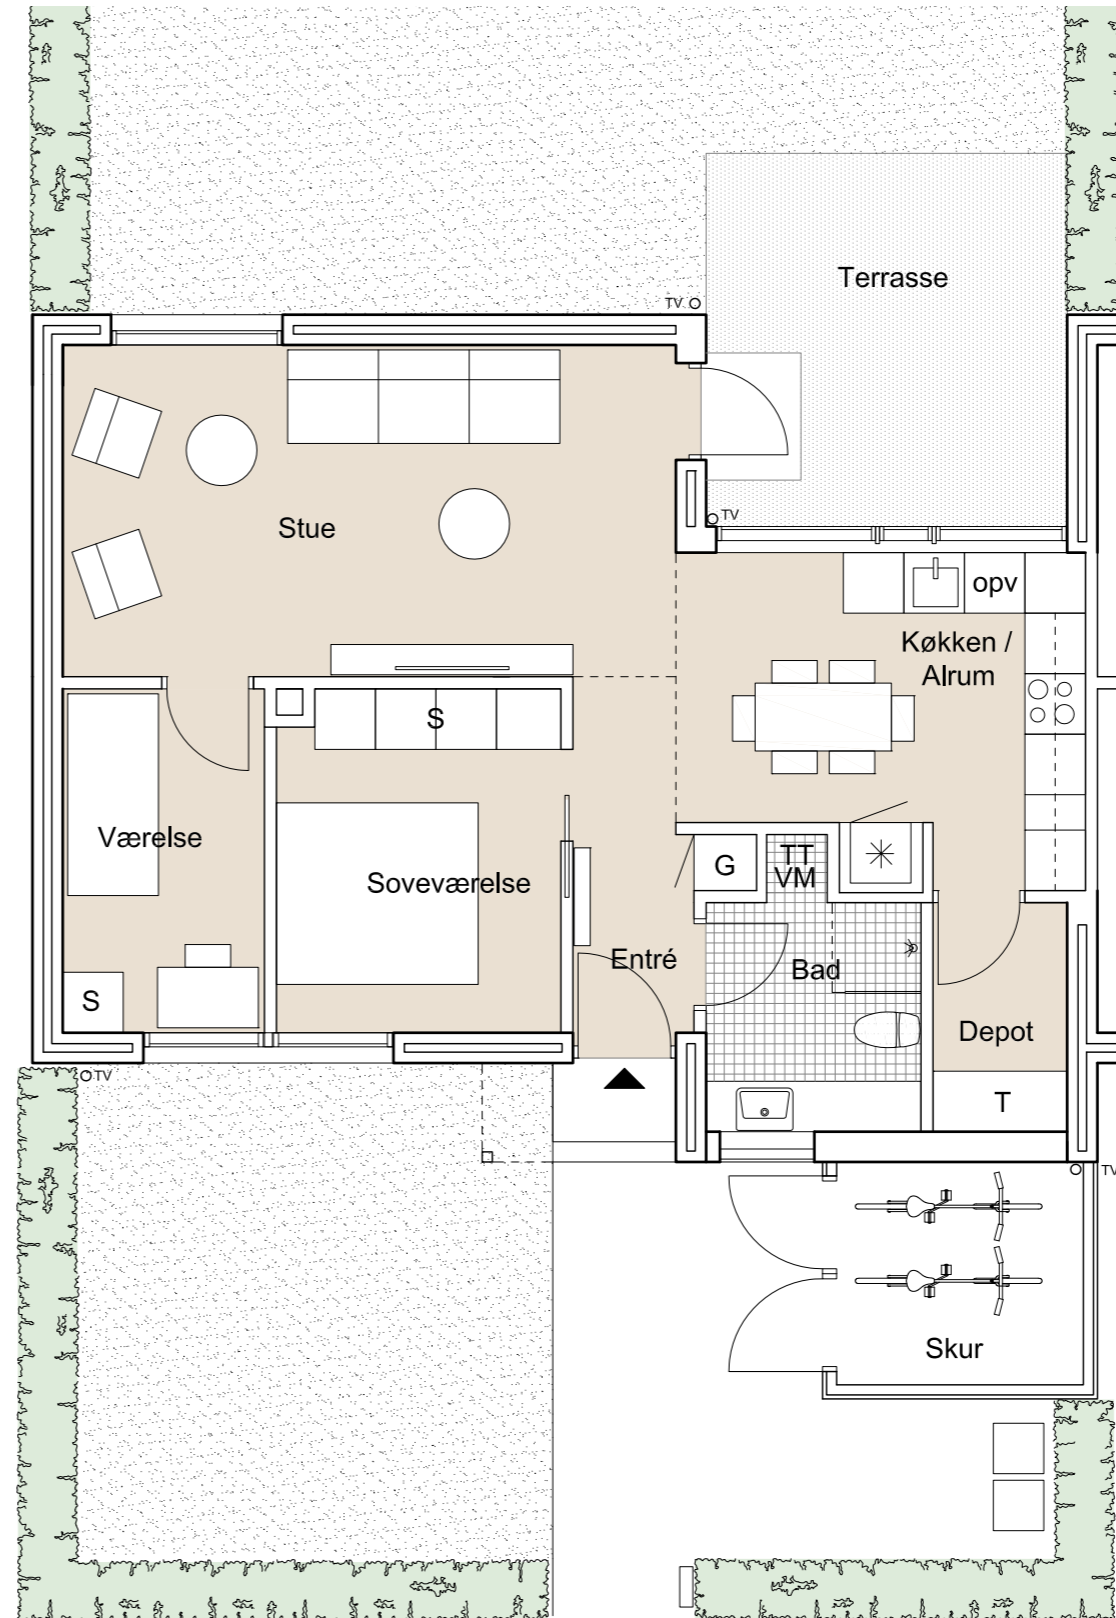 Terrasse
TV
Stue
TV
opv
Køkken /
Alrum
S
Værelse
Soveværelse
G
TT
VM
Entré
Bad
S
Depot
T
TV
TV
Skur